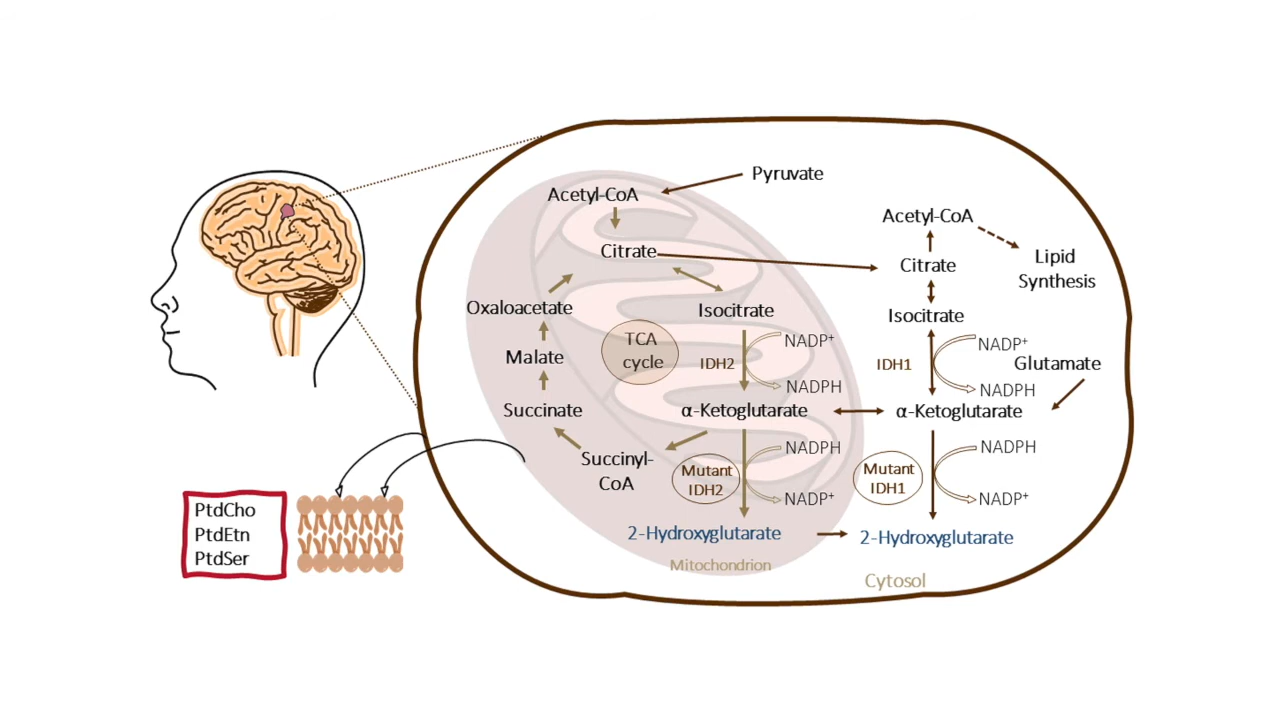 Pyruvate
Acetyl-CoA
Citrate
Oxaloacetate
Isocitrate
Malate
TCA
cycle
IDH2
NADP⁺
NADPH
Succinate
α-Ketoglutarate
Succinyl-
CoA
Mutant
IDH2
NADPH
NADP⁺
2-Hydroxyglutarate
Mitochondrion
Acetyl-CoA
Lipid
Synthesis
Citrate
Isocitrate
IDH1
NADP⁺
NADPH
Glutamate
α-Ketoglutarate
Mutant
IDH1
NADPH
NADP⁺
2-Hydroxyglutarate
Cytosol
PtdCho
PtdEtn
PtdSer